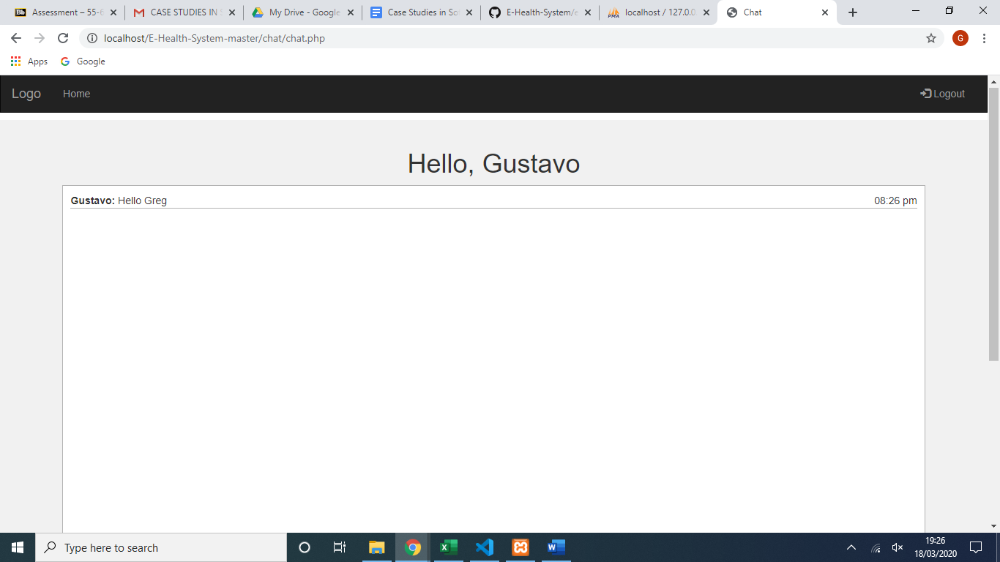 Assessment – 55-6
CASE STUDIES IN S
My Drive - Google
Case Studies in So
E-Health-System/e
localhost / 127.0.0
Chat
localhost/E-Health-System-master/chat/chat.php
G
Apps
Google
Logo
Home
Logout
Hello, Gustavo
Gustavo: Hello Greg
08:26 pm
Type here to search
19:26
18/03/2020